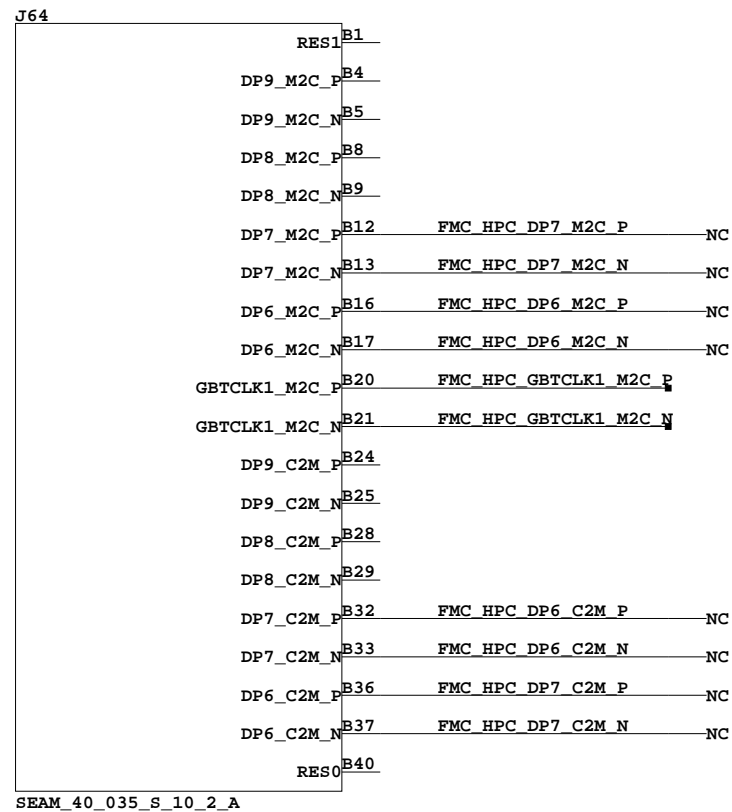 J64
RES1 B1
DP9_M2C_P B4
DP9_M2C_N B5
DP8_M2C_P B8
DP8_M2C_N B9
DP7_M2C_P B12 FMC_HPC_DP7_M2C_P NC
DP7_M2C_N B13 FMC_HPC_DP7_M2C_N NC
DP6_M2C_P B16 FMC_HPC_DP6_M2C_P NC
DP6_M2C_N B17 FMC_HPC_DP6_M2C_N NC
GBTCLK1_M2C_P B20 FMC_HPC_GBTCLK1_M2C_P
GBTCLK1_M2C_N B21 FMC_HPC_GBTCLK1_M2C_N
DP9_C2M_P B24
DP9_C2M_N B25
DP8_C2M_P B28
DP8_C2M_N B29
DP7_C2M_P B32 FMC_HPC_DP6_C2M_P NC
DP7_C2M_N B33 FMC_HPC_DP6_C2M_N NC
DP6_C2M_P B36 FMC_HPC_DP7_C2M_P NC
DP6_C2M_N B37 FMC_HPC_DP7_C2M_N NC
RES0 B40
SEAM_40_035_S_10_2_A